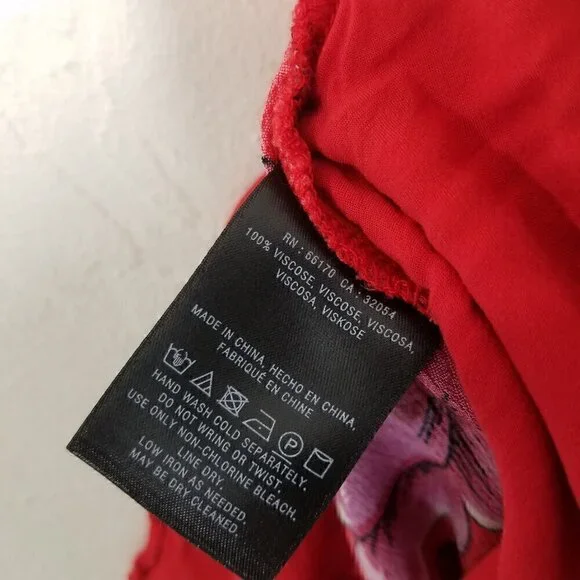 RN : 66170 CA : 32054
100% VISCOSE, VISCOSE, VISCOSA,
VISCOSA, VISKOSE
MADE IN CHINA, HECHO EN CHINA,
FABRIQUÉ EN CHINE
HAND WASH COLD SEPARATELY.
DO NOT WRING OR TWIST.
LINE DRY.
USE ONLY NON-CHLORINE BLEACH.
LOW IRON AS NEEDED.
MAY BE DRY CLEANED.